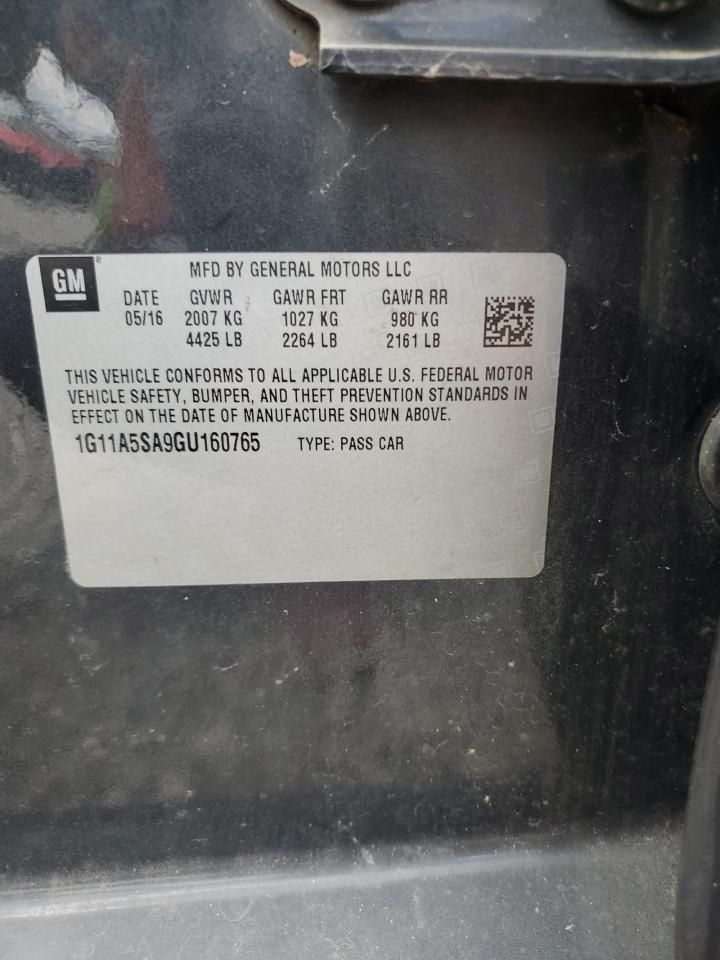 GM
MFD BY GENERAL MOTORS LLC
DATE GVWR GAWR FRT GAWR RR
05/16 2007 KG 1027 KG 980 KG
4425 LB 2264 LB 2161 LB
THIS VEHICLE CONFORMS TO ALL APPLICABLE U.S. FEDERAL MOTOR
VEHICLE SAFETY, BUMPER, AND THEFT PREVENTION STANDARDS IN
EFFECT ON THE DATE OF MANUFACTURE SHOWN ABOVE.
1G11A5SA9GU160765 TYPE: PASS CAR